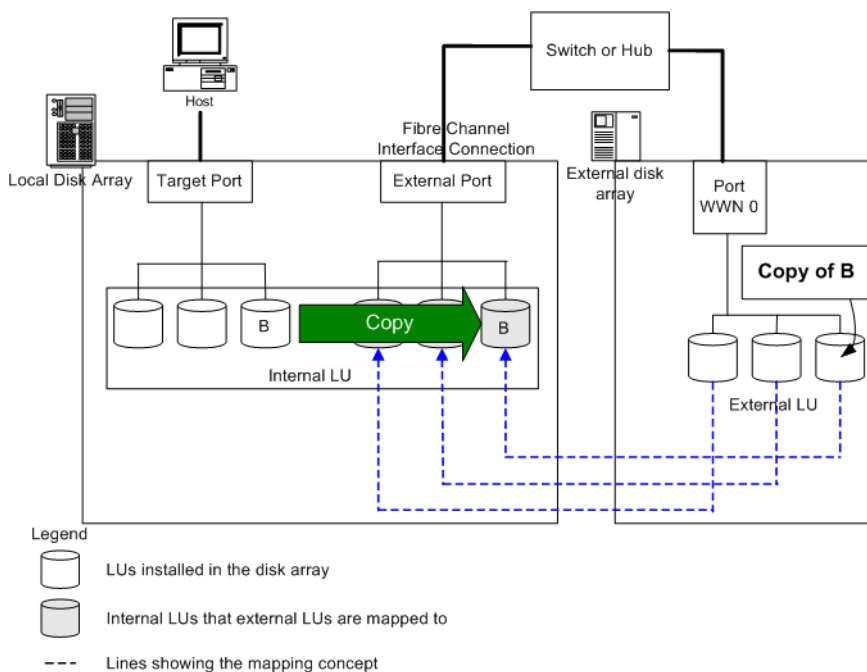 Switch or Hub
Host
Fibre Channel
Interface Connection
Local Disk Array
Target Port
External Port
External disk
array
Port
WWN 0
Copy of B
B
Copy
B
Internal LU
External LU
Legend
LUs installed in the disk array
Internal LUs that external LUs are mapped to
Lines showing the mapping concept